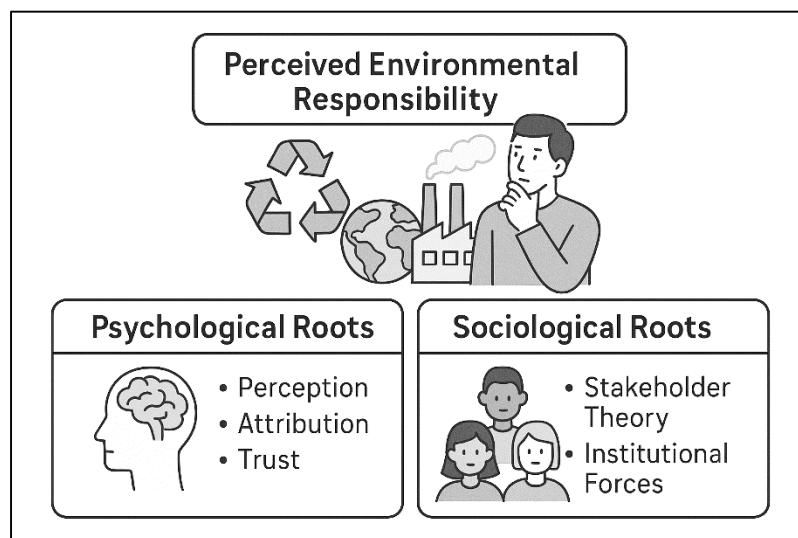 Perceived Environmental
Responsibility
Psychological Roots
• Perception
• Attribution
• Trust
Sociological Roots
• Stakeholder
Theory
• Institutional
Forces